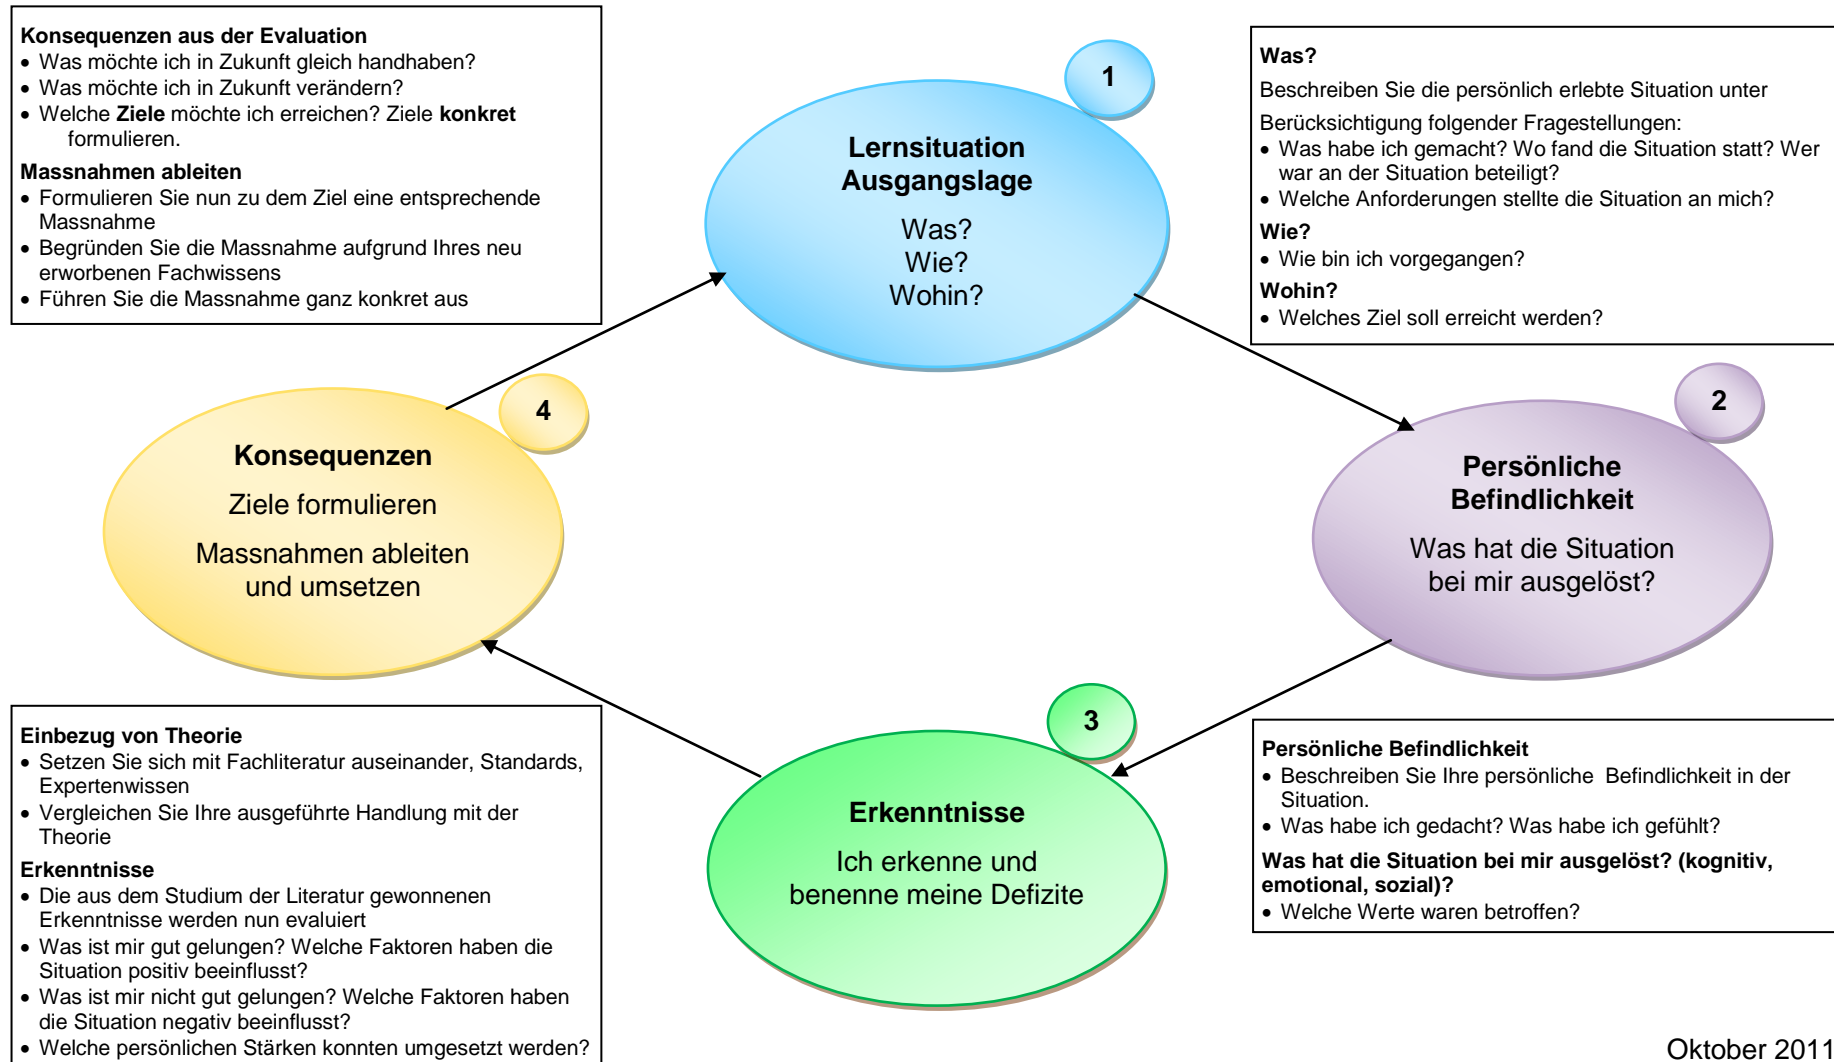 Konsequenzen aus der Evaluation
• Was möchte ich in Zukunft gleich handhaben?
• Was möchte ich in Zukunft verändern?
• Welche Ziele möchte ich erreichen? Ziele konkret
formulieren.
Massnahmen ableiten
• Formulieren Sie nun zu dem Ziel eine entsprechende
Massnahme
• Begründen Sie die Massnahme aufgrund Ihres neu
erworbenen Fachwissens
• Führen Sie die Massnahme ganz konkret aus
1
Lernsituation
Ausgangslage
Was?
Wie?
Wohin?
Was?
Beschreiben Sie die persönlich erlebte Situation unter
Berücksichtigung folgender Fragestellungen:
• Was habe ich gemacht? Wo fand die Situation statt? Wer
war an der Situation beteiligt?
• Welche Anforderungen stellte die Situation an mich?
Wie?
• Wie bin ich vorgegangen?
Wohin?
• Welches Ziel soll erreicht werden?
2
Persönliche
Befindlichkeit
Was hat die Situation
bei mir ausgelöst?
4
Konsequenzen
Ziele formulieren
Massnahmen ableiten
und umsetzen
3
Erkenntnisse
Ich erkenne und
benenne meine Defizite
Persönliche Befindlichkeit
• Beschreiben Sie Ihre persönliche Befindlichkeit in der
Situation.
• Was habe ich gedacht? Was habe ich gefühlt?
Was hat die Situation bei mir ausgelöst? (kognitiv,
emotional, sozial)?
• Welche Werte waren betroffen?
Einbezug von Theorie
• Setzen Sie sich mit Fachliteratur auseinander, Standards,
Expertenwissen
• Vergleichen Sie Ihre ausgeführte Handlung mit der
Theorie
Erkenntnisse
• Die aus dem Studium der Literatur gewonnenen
Erkenntnisse werden nun evaluiert
• Was ist mir gut gelungen? Welche Faktoren haben die
Situation positiv beeinflusst?
• Was ist mir nicht gut gelungen? Welche Faktoren haben
die Situation negativ beeinflusst?
• Welche persönlichen Stärken konnten umgesetzt werden?
Oktober 2011